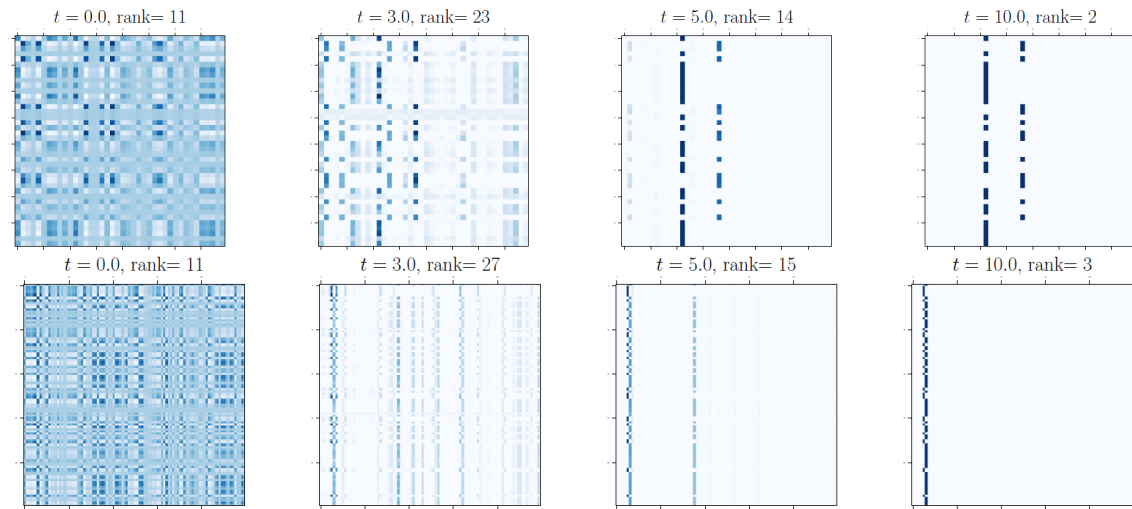 t = 0.0, rank= 11
t = 3.0, rank= 23
t = 5.0, rank= 14
t = 10.0, rank= 2
t = 0.0, rank= 11
t = 3.0, rank= 27
t = 5.0, rank= 15
t = 10.0, rank= 3